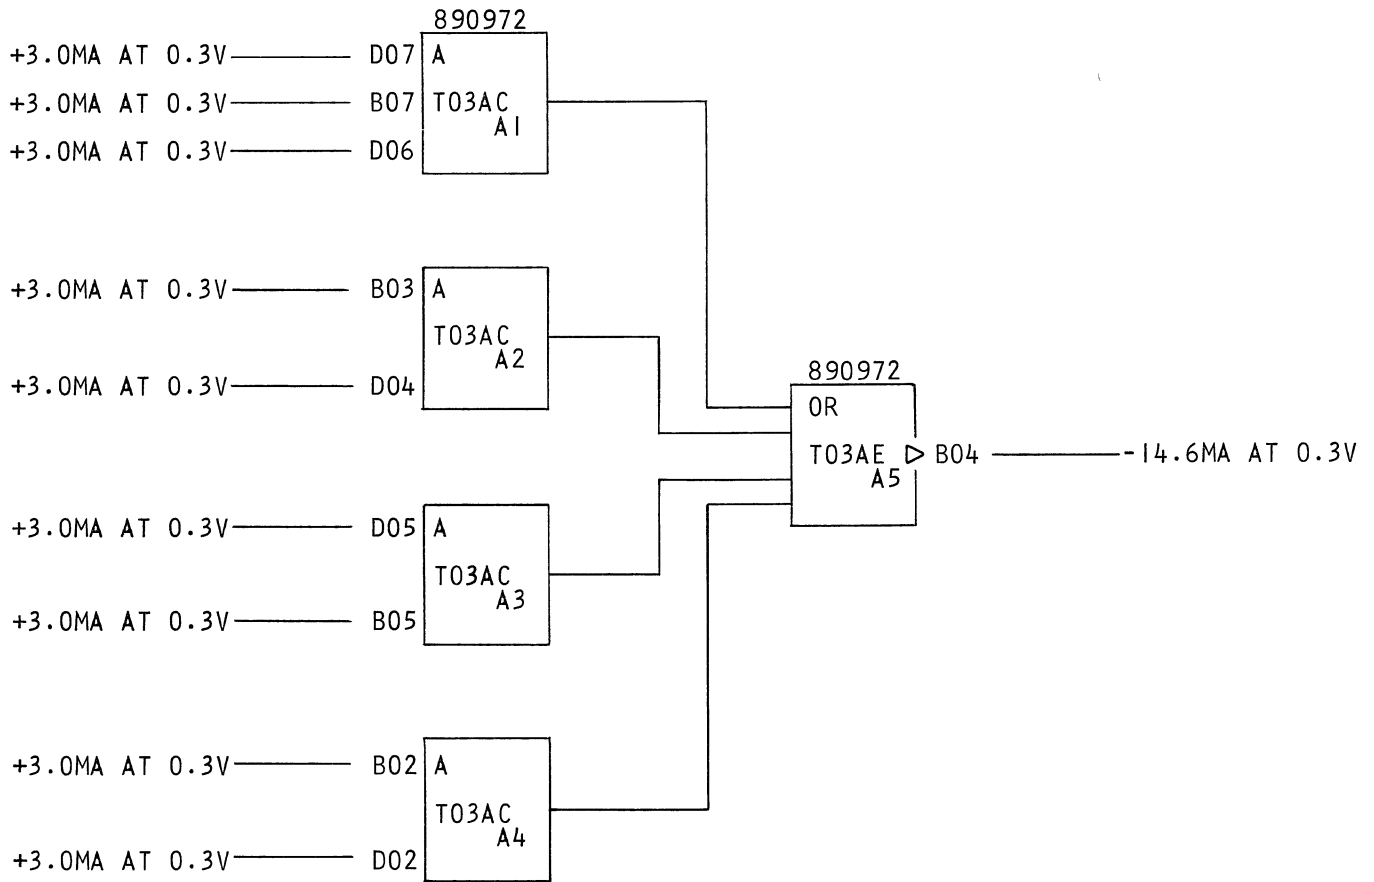 890972
+3.0MA AT 0.3V D07 A
+3.0MA AT 0.3V B07 T03AC
A1
+3.0MA AT 0.3V D06
+3.0MA AT 0.3V B03 A
T03AC
A2
+3.0MA AT 0.3V D04
890972
OR
T03AE B04 -14.6MA AT 0.3V
A5
+3.0MA AT 0.3V D05 A
T03AC
A3
+3.0MA AT 0.3V B05
+3.0MA AT 0.3V B02 A
T03AC
A4
+3.0MA AT 0.3V D02